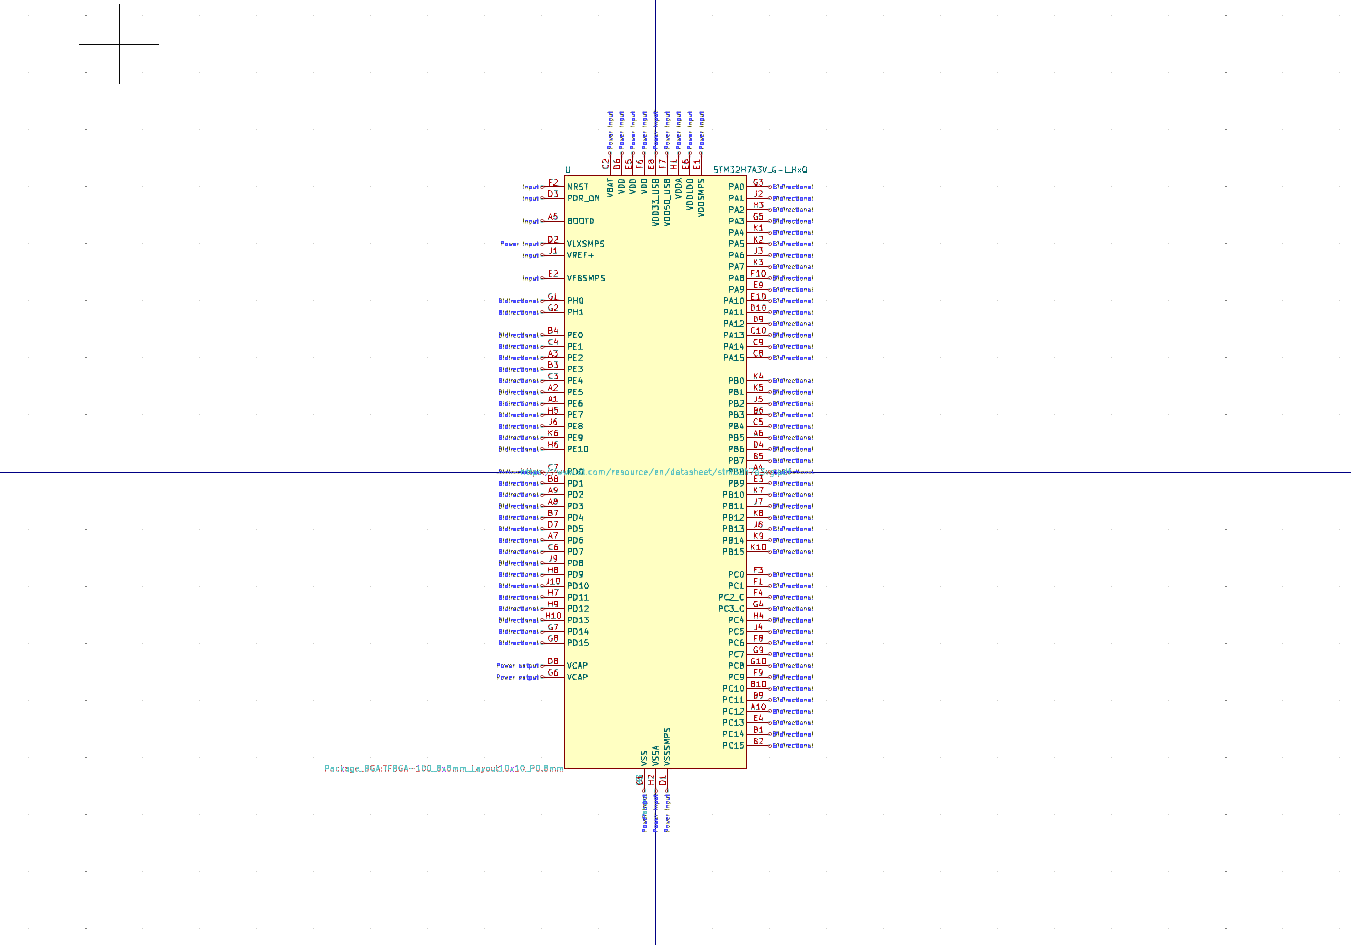 U
STM32H7A3V_G-I_HxQ
Power input Power input Power input Power input Power input Power input Power input Power input Power input
C2 D6 E5 F6 E8 F7 H1 E6 E1
VBAT VDD VDD VDD VDD33_USB VDD50_USB VDDA VDDLDO VDDSMPS
Input F2 NRST
Input D3 PDR_ON
Input A5 BOOT0
Power input D2 VLXSMPS
Input J1 VREF+
Input E2 VFBSMPS
Bidirectional G1 PH0
Bidirectional G2 PH1
Bidirectional B4 PE0
Bidirectional C4 PE1
Bidirectional A3 PE2
Bidirectional B3 PE3
Bidirectional C3 PE4
Bidirectional A2 PE5
Bidirectional A1 PE6
Bidirectional H5 PE7
Bidirectional J6 PE8
Bidirectional K6 PE9
Bidirectional H6 PE10
C7 PD0
Bidirectional B8 PD1
Bidirectional A9 PD2
Bidirectional A8 PD3
Bidirectional B7 PD4
Bidirectional D7 PD5
Bidirectional A7 PD6
Bidirectional C6 PD7
Bidirectional J9 PD8
Bidirectional H8 PD9
Bidirectional J10 PD10
Bidirectional H7 PD11
Bidirectional H9 PD12
Bidirectional H10 PD13
Bidirectional G7 PD14
Bidirectional G8 PD15
Power output D8 VCAP
Power output G6 VCAP
PA0 G3 Bidirectional
PA1 J2 Bidirectional
PA2 H3 Bidirectional
PA3 G5 Bidirectional
PA4 K1 Bidirectional
PA5 K2 Bidirectional
PA6 J3 Bidirectional
PA7 K3 Bidirectional
PA8 F10 Bidirectional
PA9 E9 Bidirectional
PA10 E10 Bidirectional
PA11 D10 Bidirectional
PA12 D9 Bidirectional
PA13 C10 Bidirectional
PA14 C9 Bidirectional
PA15 C8 Bidirectional
PB0 K4 Bidirectional
PB1 K5 Bidirectional
PB2 J5 Bidirectional
PB3 B6 Bidirectional
PB4 C5 Bidirectional
PB5 A6 Bidirectional
PB6 D4 Bidirectional
PB7 B5 Bidirectional
PB8 A4 Bidirectional
PB9 E3 Bidirectional
PB10 K7 Bidirectional
PB11 J7 Bidirectional
PB12 K8 Bidirectional
PB13 J8 Bidirectional
PB14 K9 Bidirectional
PB15 K10 Bidirectional
PC0 F3 Bidirectional
PC1 F1 Bidirectional
PC2_C F4 Bidirectional
PC3_C G4 Bidirectional
PC4 H4 Bidirectional
PC5 J4 Bidirectional
PC6 F8 Bidirectional
PC7 G9 Bidirectional
PC8 G10 Bidirectional
PC9 F9 Bidirectional
PC10 B10 Bidirectional
PC11 B9 Bidirectional
PC12 A10 Bidirectional
PC13 E4 Bidirectional
PC14 B1 Bidirectional
PC15 B2 Bidirectional
VSS VSSA VSSSMPS
H2 D1
Power input Power input
Package_BGA:TFBGA-100_8x8mm_Layout10x10_P0.8mm